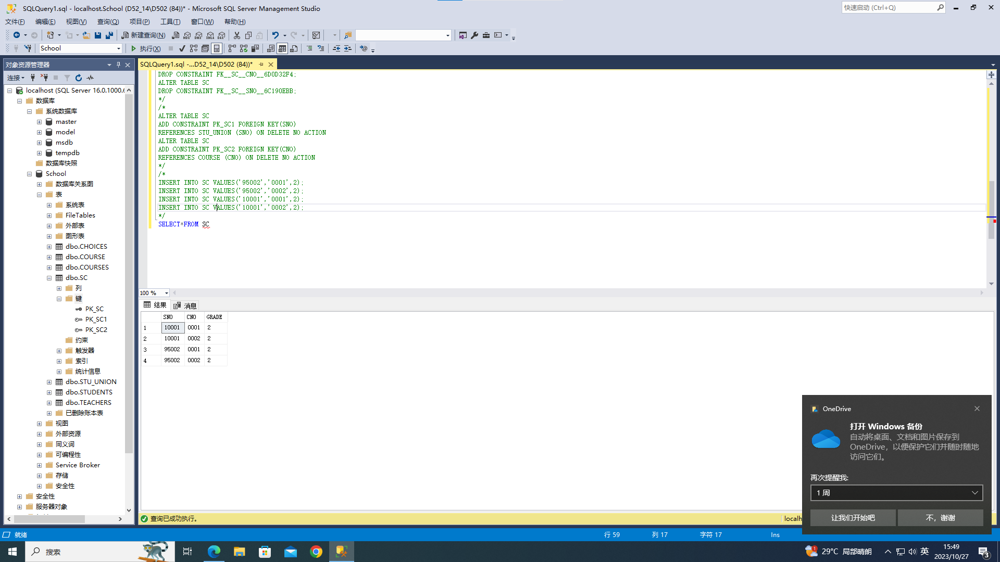 SQLQuery1.sql - localhost.School (D52_14\D502 (84))* - Microsoft SQL Server Management Studio
快速启动 (Ctrl+Q)
文件(F) 编辑(E) 视图(V) 查询(Q) 项目(P) 工具(T) 窗口(W) 帮助(H)
新建查询(N) MDX DMX XMLA DAX
School 执行(X)
对象资源管理器
SQLQuery1.sql -...D52_14\D502 (84))*
连接
localhost (SQL Server 16.0.1000.6
数据库
系统数据库
master
model
msdb
tempdb
数据库快照
School
数据库关系图
表
系统表
FileTables
外部表
图形表
dbo.CHOICES
dbo.COURSE
dbo.COURSES
dbo.SC
列
键
PK_SC
PK_SC1
PK_SC2
约束
触发器
索引
统计信息
dbo.STU_UNION
dbo.STUDENTS
dbo.TEACHERS
已删除账本表
视图
外部资源
同义词
可编程性
Service Broker
存储
安全性
安全性
服务器对象
DROP CONSTRAINT FK__SC__CNO__6D0D32F4;
ALTER TABLE SC
DROP CONSTRAINT FK__SC__SNO__6C190EBB;
*/
/*
ALTER TABLE SC
ADD CONSTRAINT PK_SC1 FOREIGN KEY(SNO)
REFERENCES STU_UNION (SNO) ON DELETE NO ACTION
ALTER TABLE SC
ADD CONSTRAINT PK_SC2 FOREIGN KEY(CNO)
REFERENCES COURSE (CNO) ON DELETE NO ACTION
*/
/*
INSERT INTO SC VALUES('95002','0001',2);
INSERT INTO SC VALUES('95002','0002',2);
INSERT INTO SC VALUES('10001','0001',2);
INSERT INTO SC VALUES('10001','0002',2);
*/
SELECT*FROM SC
100 %
结果 消息
SNO CNO GRADE
1 10001 0001 2
2 10001 0002 2
3 95002 0001 2
4 95002 0002 2
查询已成功执行。
localh
OneDrive
打开 Windows 备份
自动将桌面、文档和图片保存到
OneDrive，以便保护它们并随时随地
访问它们。
再次提醒我:
1 周
让我们开始吧 不，谢谢
就绪 行 59 列 17 字符 17 Ins
搜索
1 29°C 局部晴朗 英
15:49
2023/10/27
3